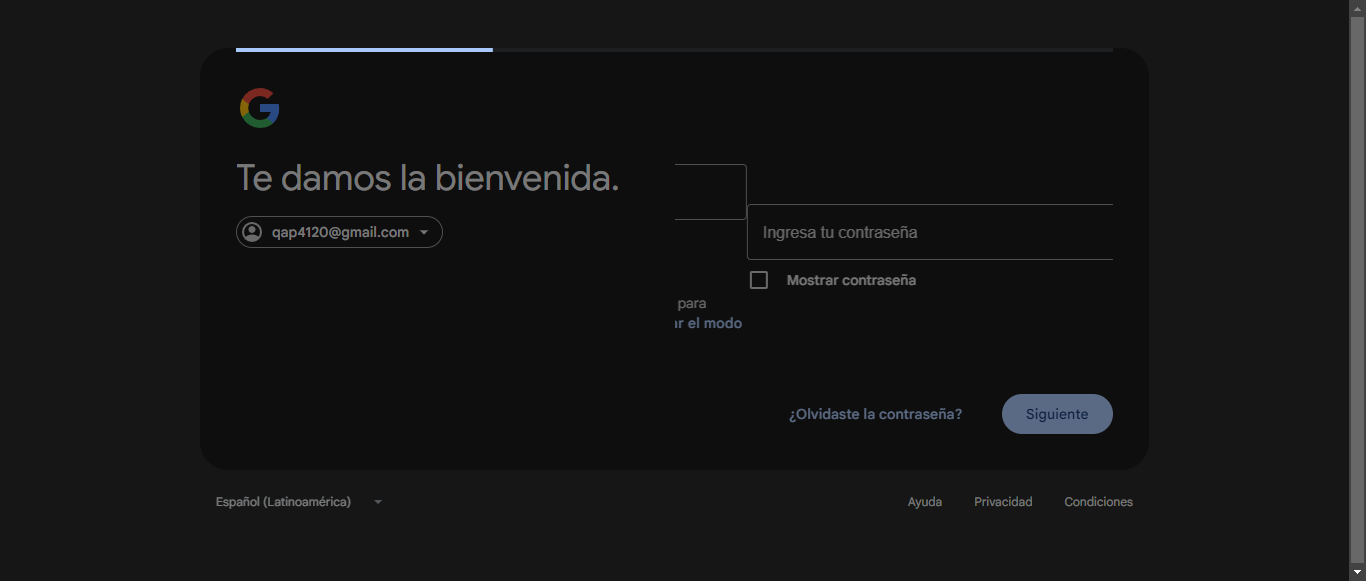 Te damos la bienvenida.
qap4120@gmail.com
Ingresa tu contraseña
Mostrar contraseña
para
ar el modo
¿Olvidaste la contraseña?
Siguiente
Español (Latinoamérica)
Ayuda
Privacidad
Condiciones